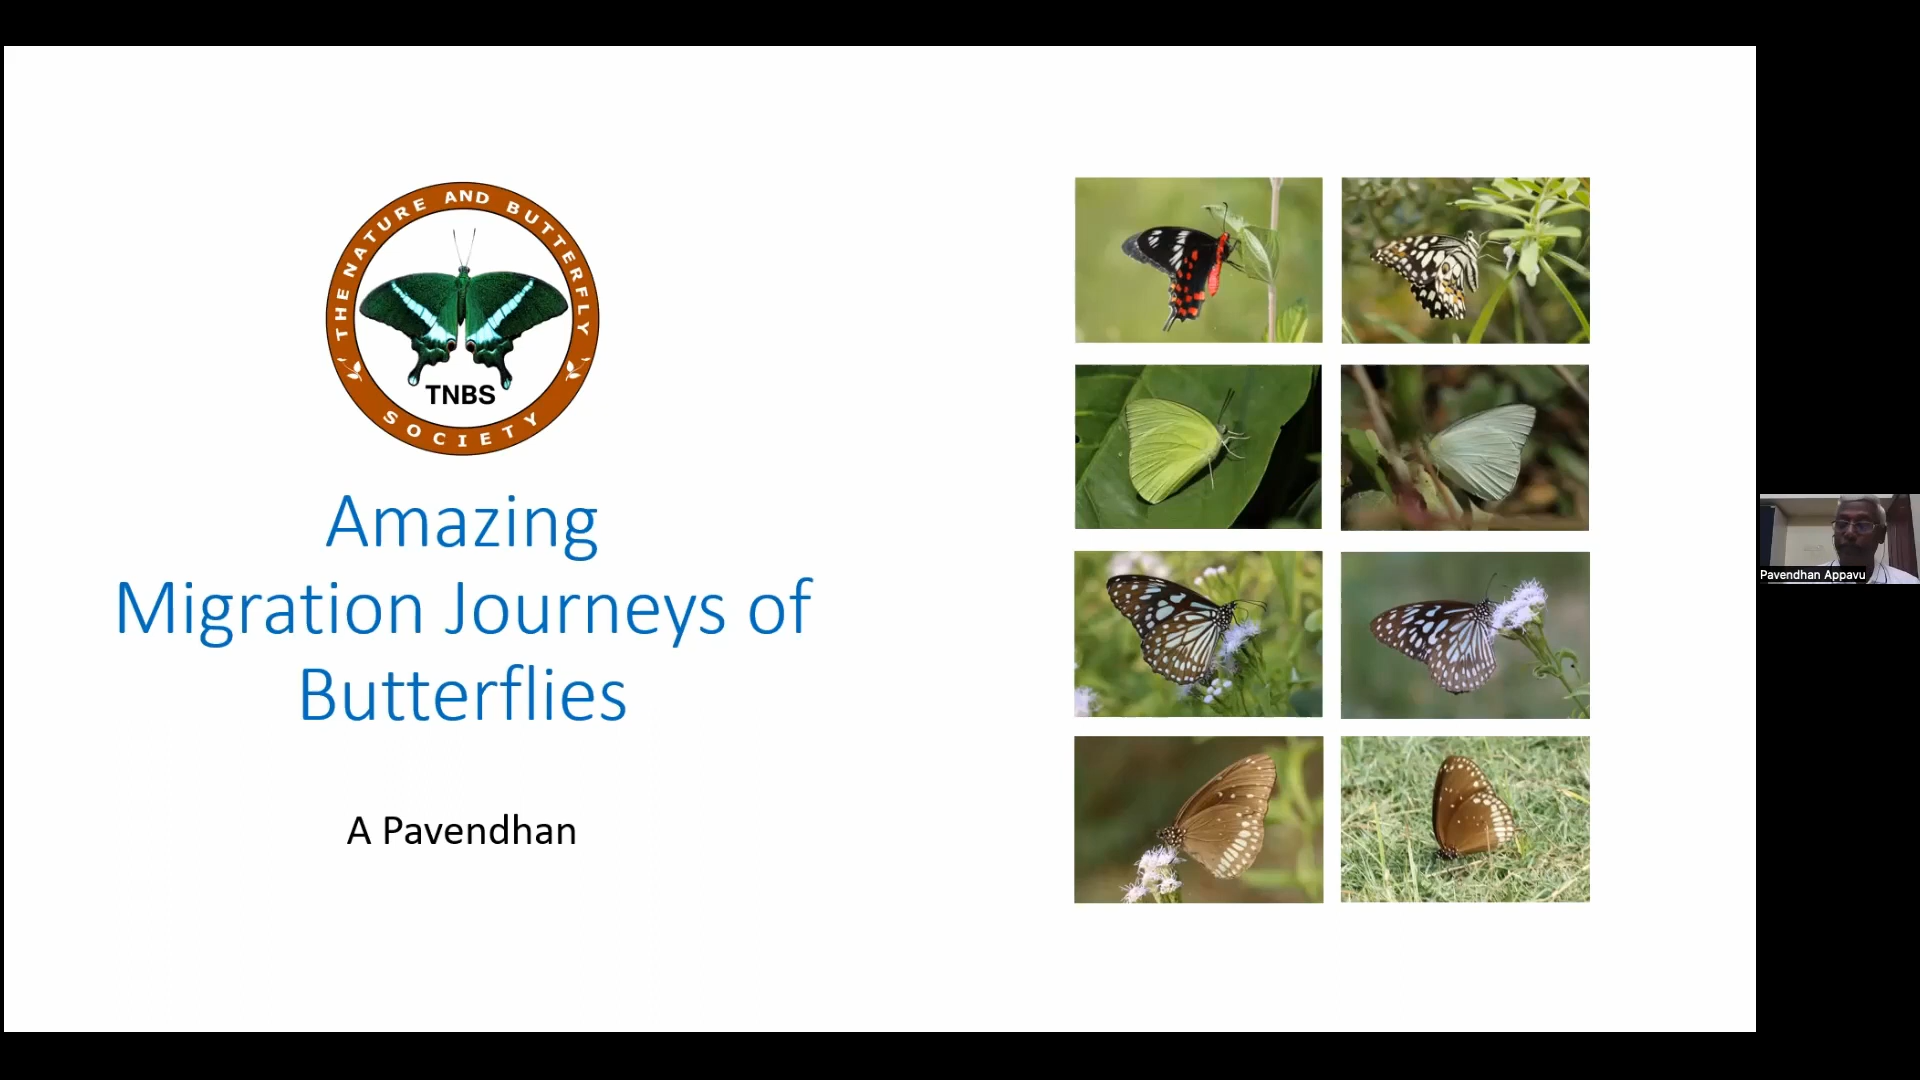 THE NATURE AND BUTTERFLY
SOCIETY
TNBS
Amazing
Migration Journeys of
Butterflies
A Pavendhan
Pavendhan Appavu